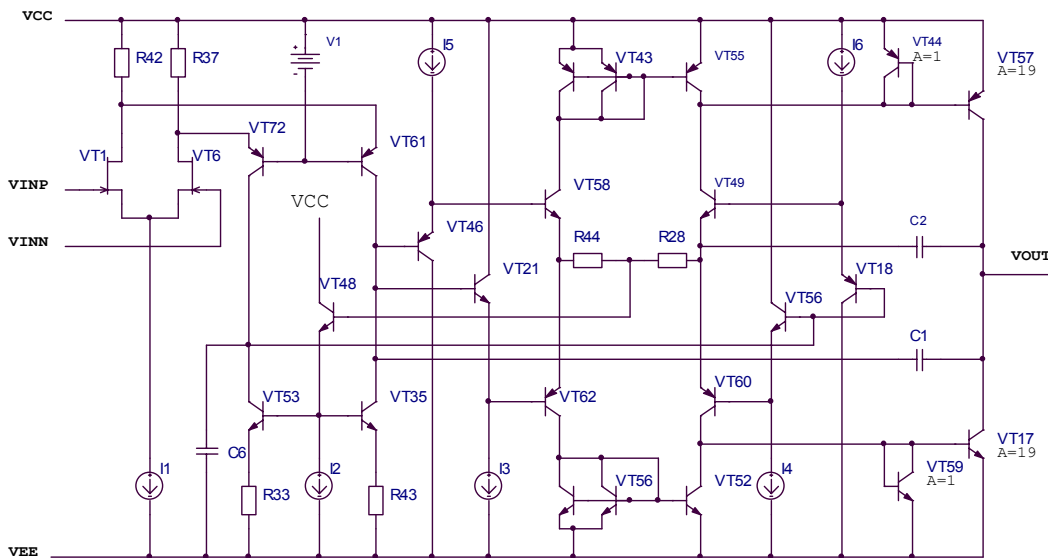 VCC
R42
R37
V1
I5
VT43
VT55
I6
VT44
A=1
VT57
A=19
VT72
VT61
VT1
VT6
VINP
VCC
VT58
VT49
VINN
VT46
R44
R28
C2
VT21
VT18
VOUT
VT48
VT56
C1
VT53
VT35
VT62
VT60
VT17
A=19
C6
I1
I2
I3
VT56
VT52
I4
VT59
A=1
R33
R43
VEE